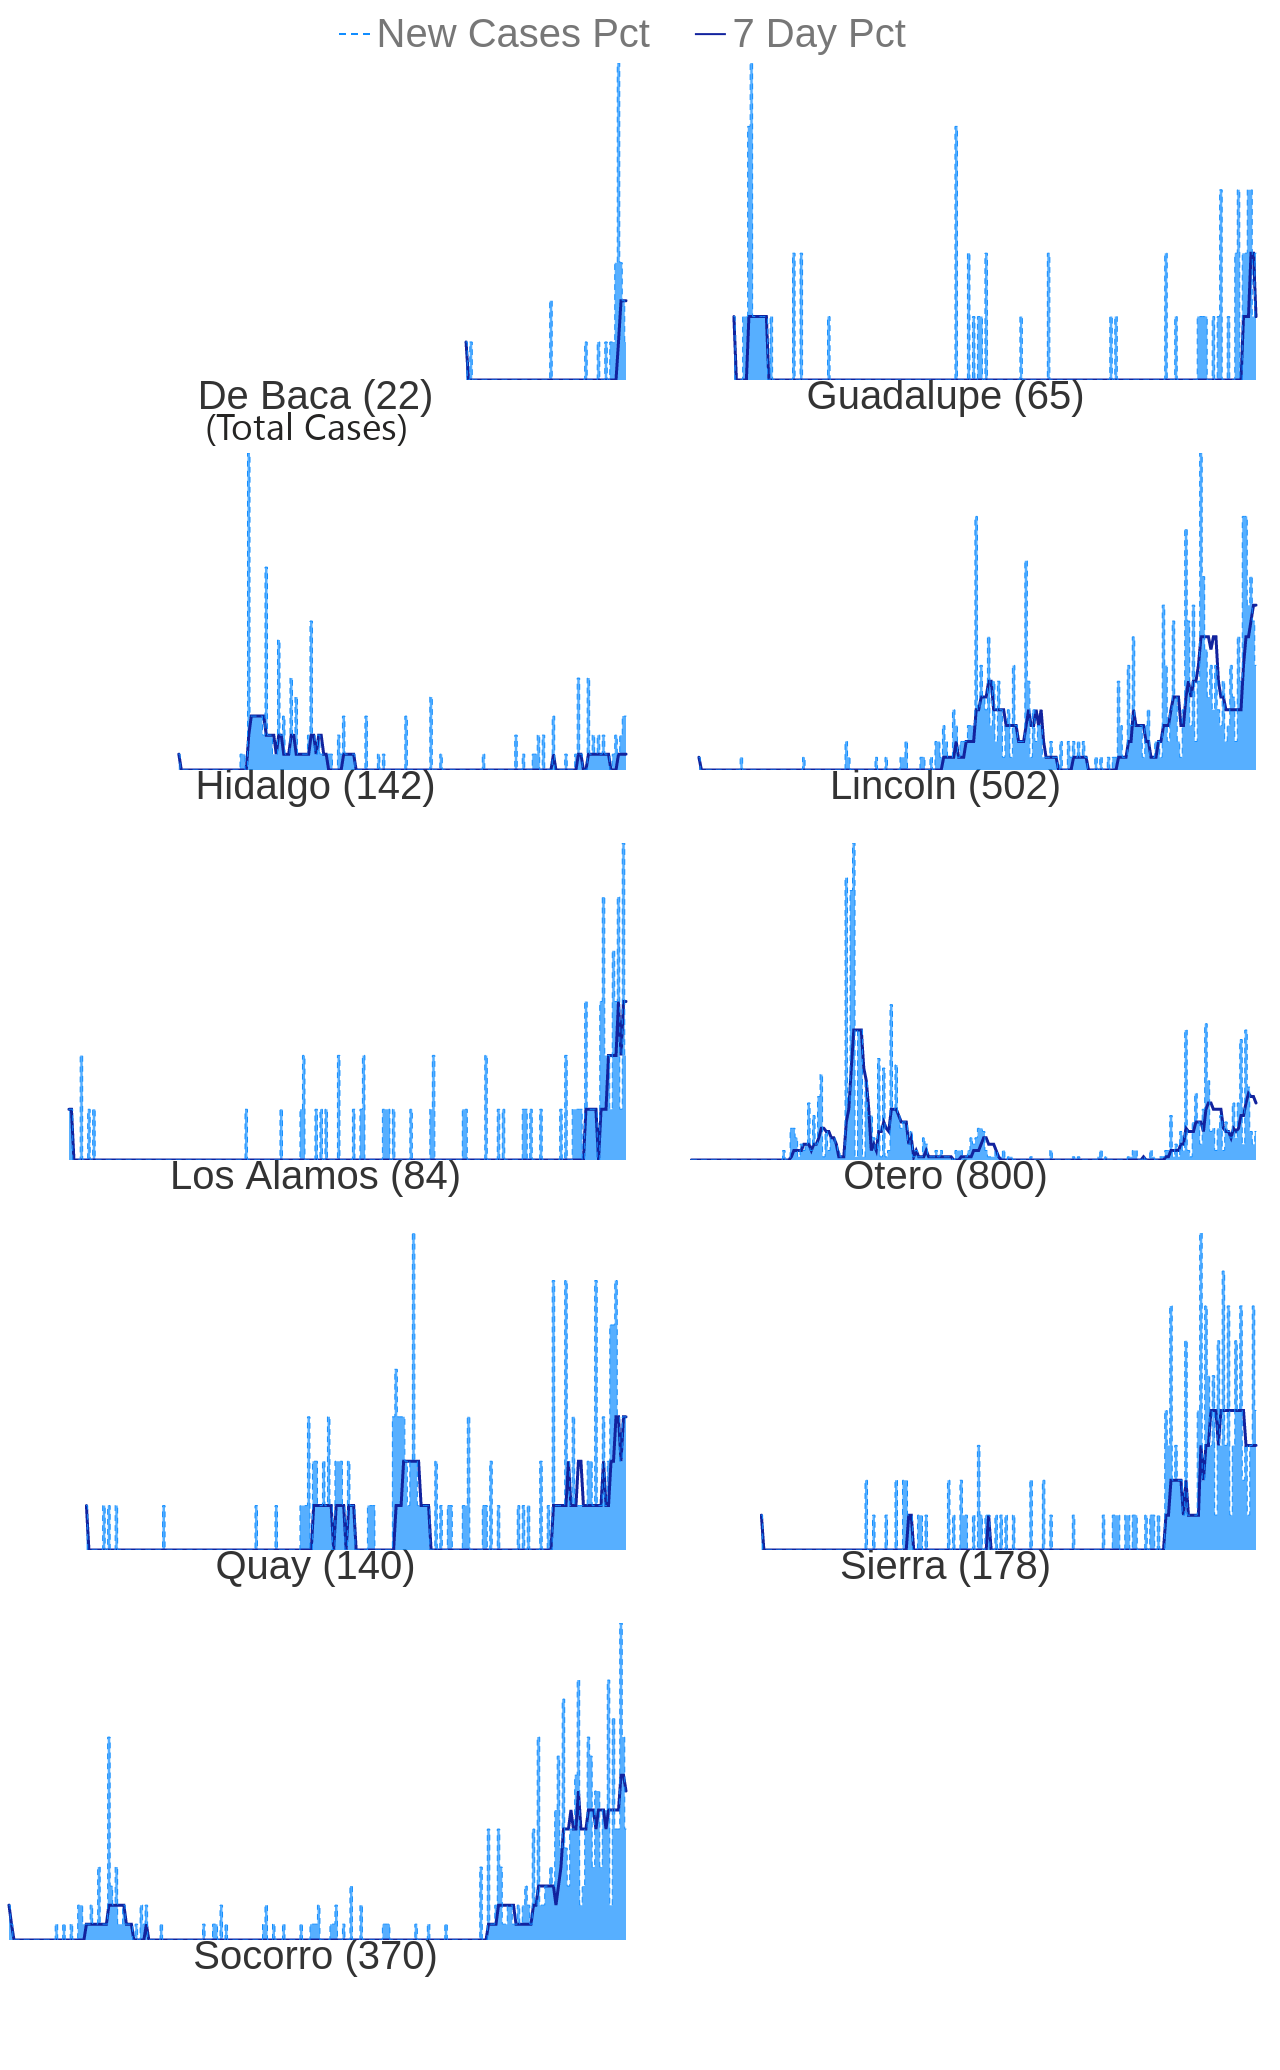 New Cases Pct 7 Day Pct
De Baca (22) Guadalupe (65)
(Total Cases)
Hidalgo (142) Lincoln (502)
Los Alamos (84) Otero (800)
Quay (140) Sierra (178)
Socorro (370)